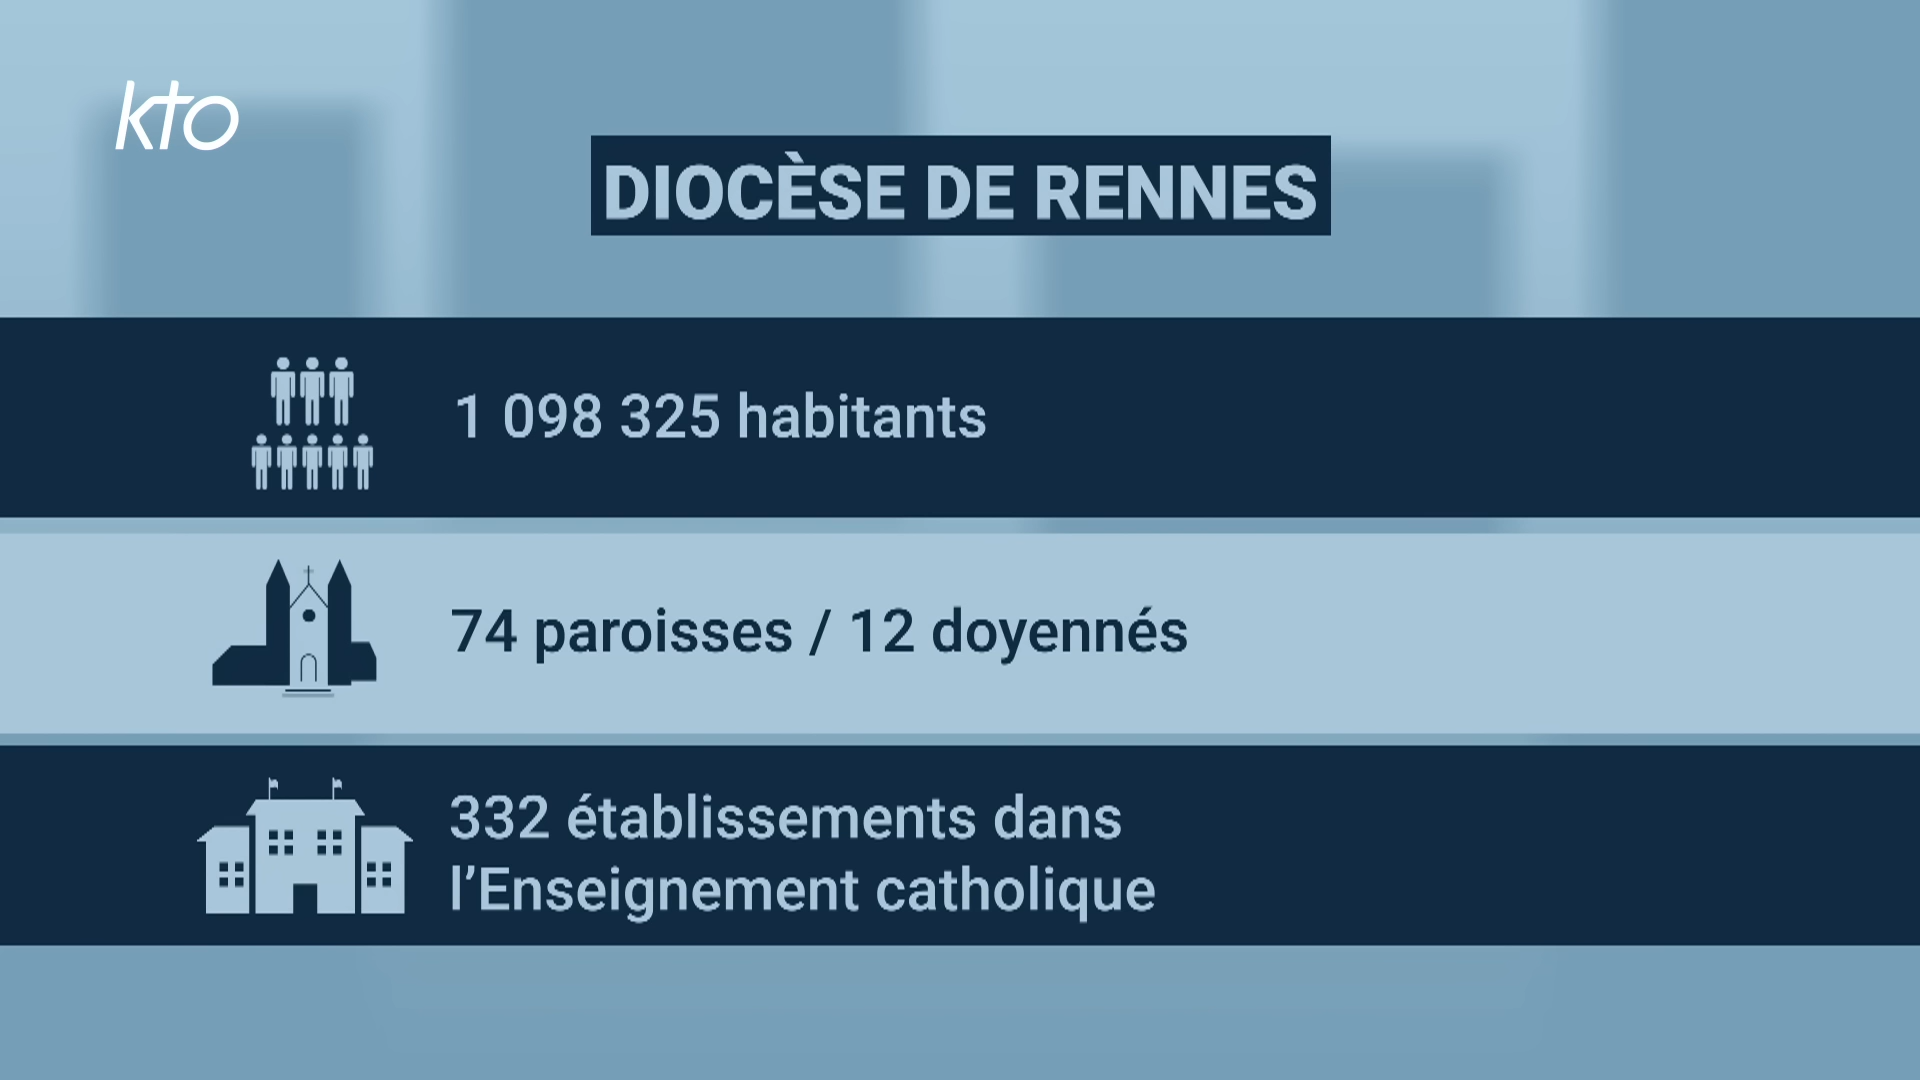 kto
DIOCÈSE DE RENNES
1 098 325 habitants
74 paroisses / 12 doyennés
332 établissements dans
l’Enseignement catholique